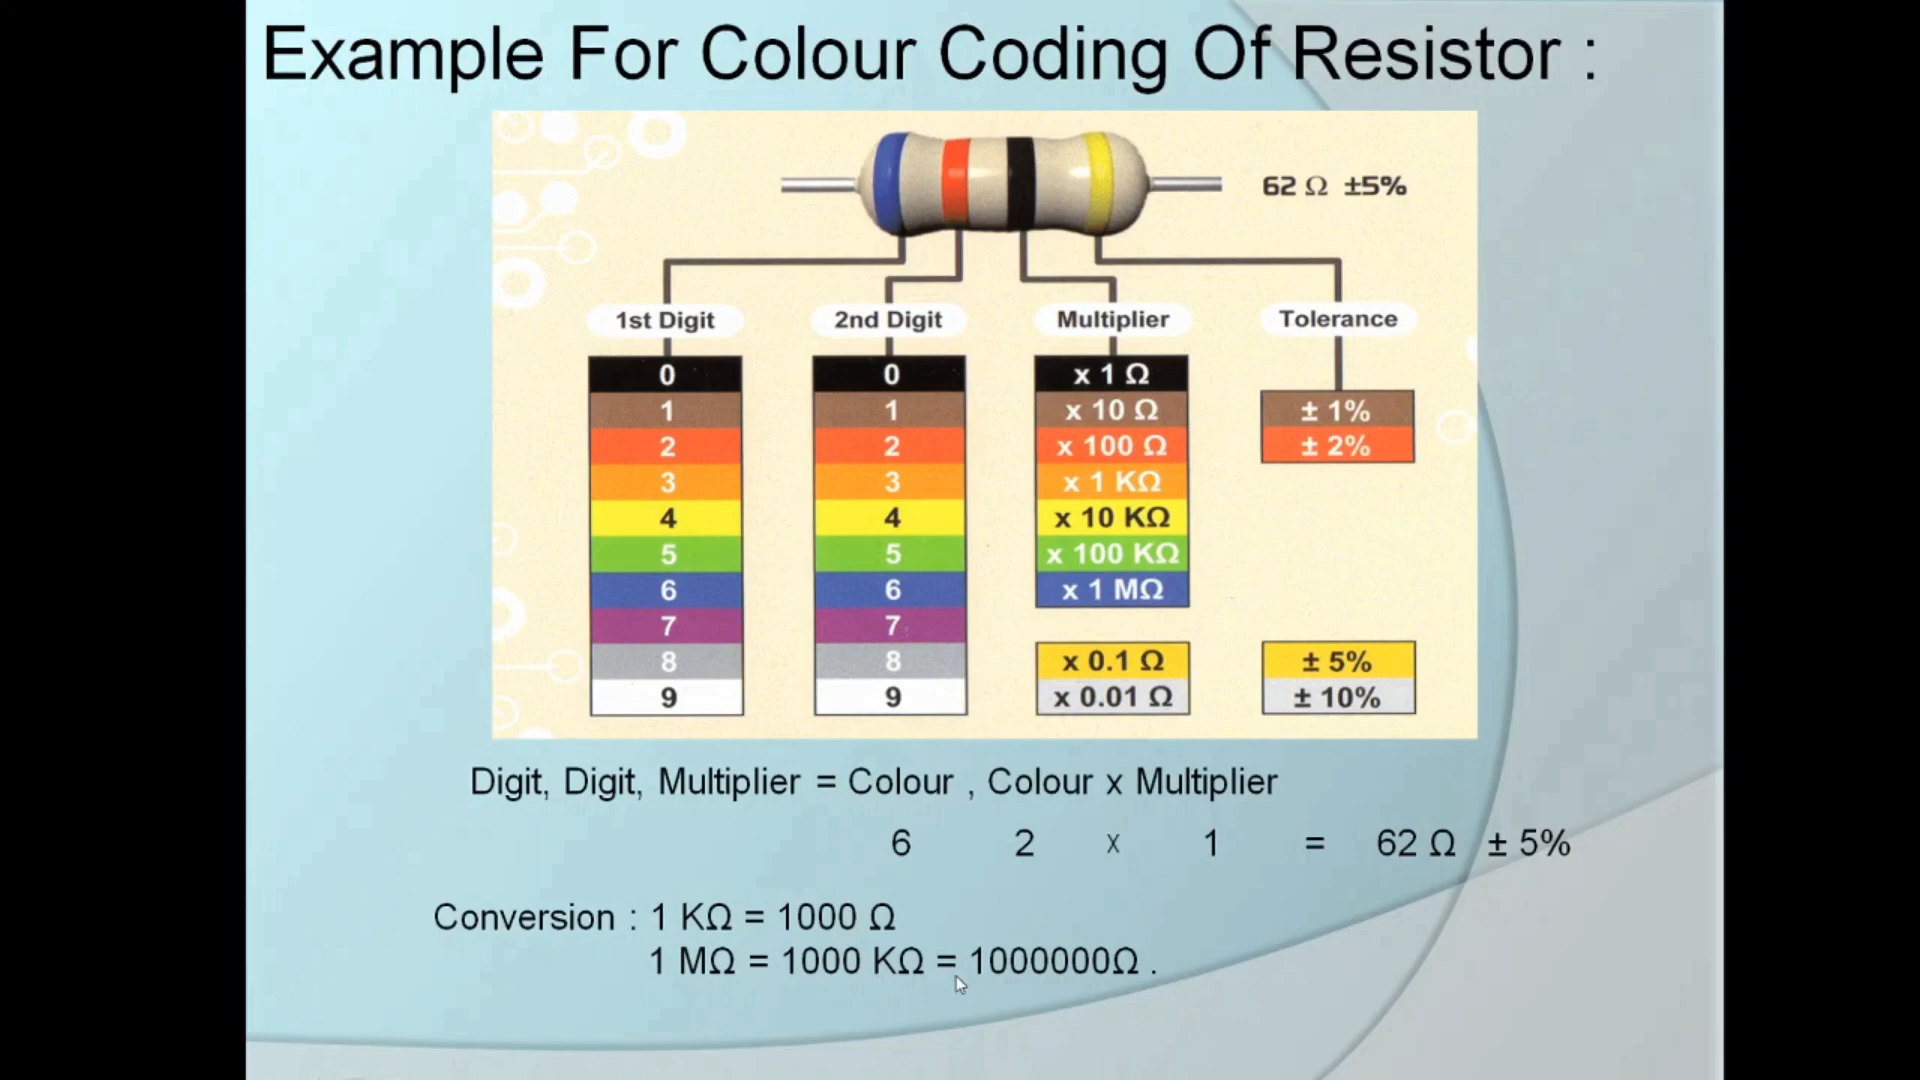 Example For Colour Coding Of Resistor :
62 Ω ±5%
1st Digit 2nd Digit Multiplier Tolerance
0 0 x 1 Ω
1 1 x 10 Ω ± 1%
2 2 x 100 Ω ± 2%
3 3 x 1 KΩ
4 4 x 10 KΩ
5 5 x 100 KΩ
6 6 x 1 MΩ
7 7
8 8 x 0.1 Ω ± 5%
9 9 x 0.01 Ω ± 10%
Digit, Digit, Multiplier = Colour , Colour x Multiplier
6 2 x 1 = 62 Ω ± 5%
Conversion : 1 KΩ = 1000 Ω
1 MΩ = 1000 KΩ = 1000000Ω .